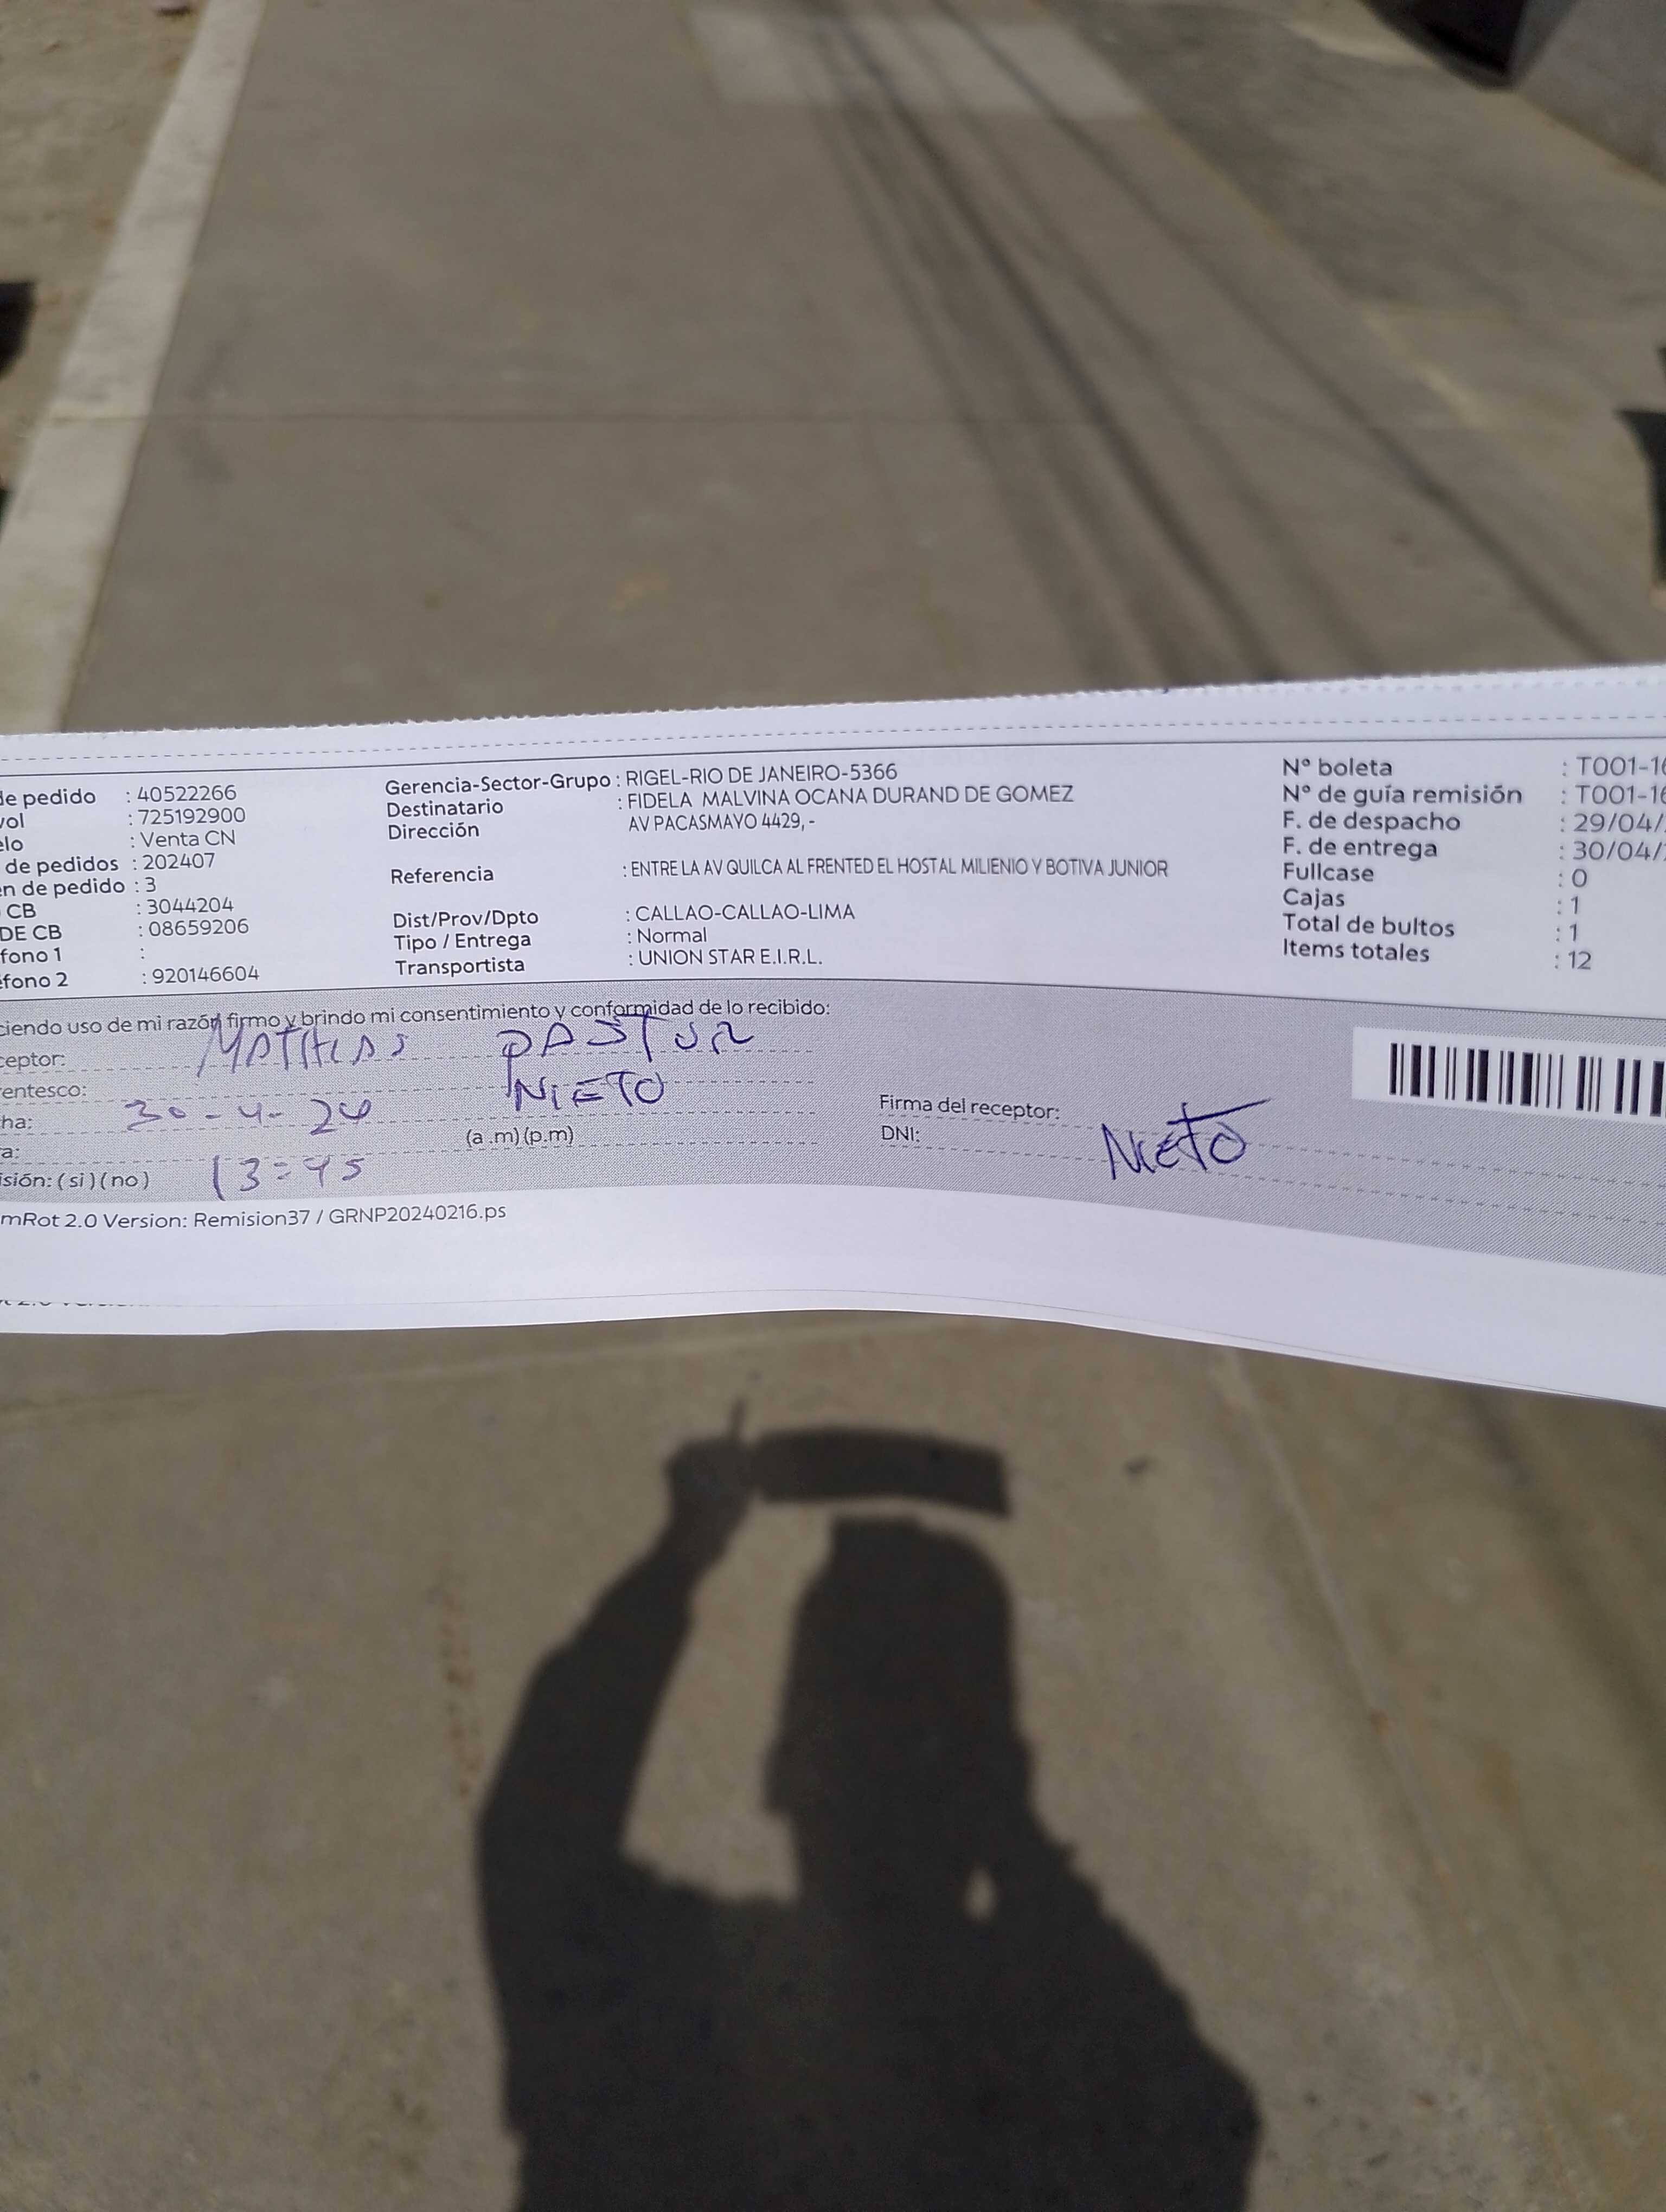 de pedido : 40522266
vol : 725192900
elo : Venta CN
de pedidos : 202407
en de pedido : 3
CB : 3044204
DE CB : 08659206
fono 1 :
éfono 2 : 920146604
Gerencia-Sector-Grupo : RIGEL-RIO DE JANEIRO-5366
Destinatario : FIDELA MALVINA OCANA DURAND DE GOMEZ
Dirección AV PACASMAYO 4429, -
Referencia : ENTRE LA AV QUILCA AL FRENTED EL HOSTAL MILIENIO Y BOTIVA JUNIOR
Dist/Prov/Dpto : CALLAO-CALLAO-LIMA
Tipo / Entrega : Normal
Transportista : UNION STAR E.I.R.L.
N° boleta : T001-16
N° de guía remisión : T001-16
F. de despacho : 29/04/
F. de entrega : 30/04/
Fullcase : 0
Cajas : 1
Total de bultos : 1
Items totales : 12
ciendo uso de mi razón firmo y brindo mi consentimiento y conformidad de lo recibido:
ceptor: MATHIAS PASTUR
rentesco: NIETO
ha: 30-4-24
a: (a.m) (p.m)
isión: (si) (no) 13=45
Firma del receptor: NIETO
DNI:
mRot 2.0 Version: Remision37 / GRNP20240216.ps